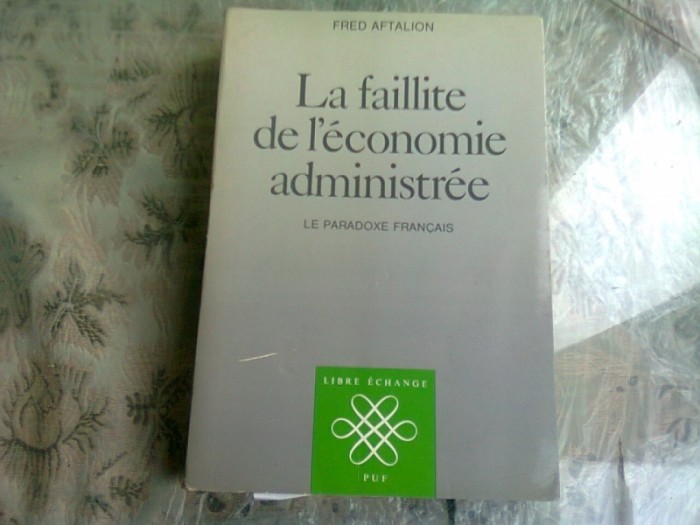 FRED AFTALION
La faillite
de l'économie
administrée
LE PARADOXE FRANÇAIS
LIBRE ÉCHANGE
PUF